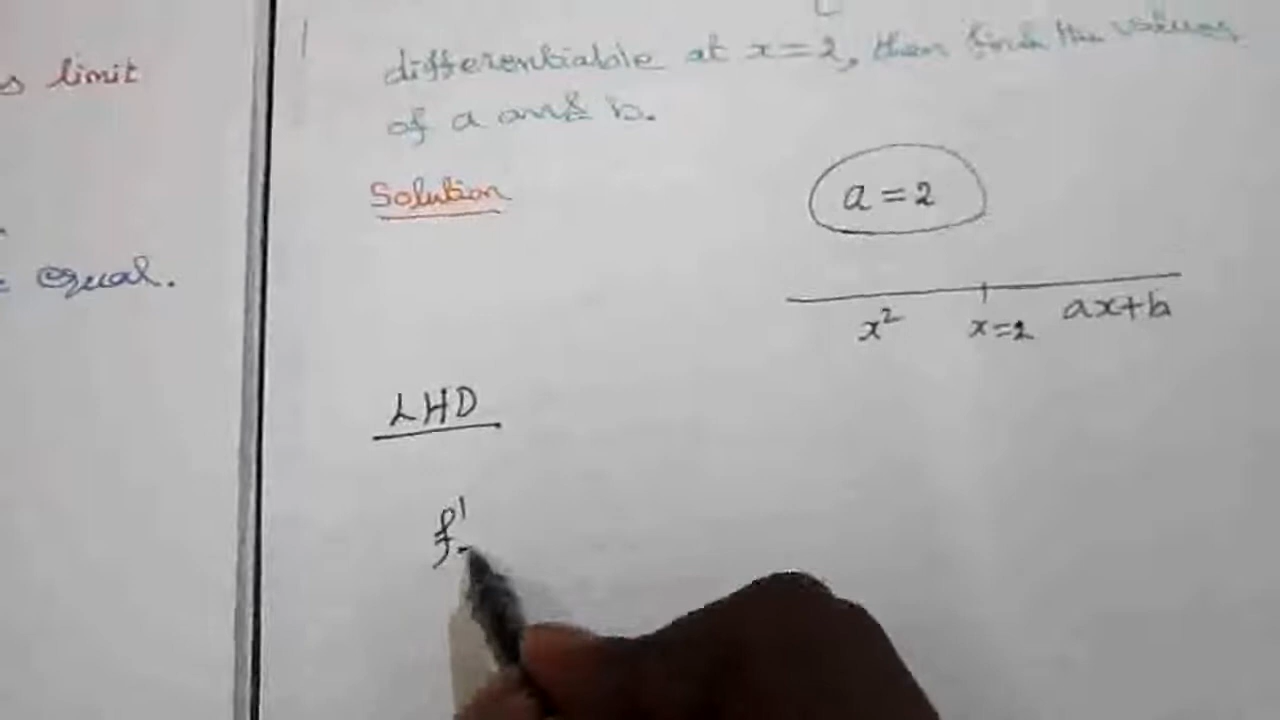 s limit
equal.
differentiable at x=2, then find the values
of a and b.
Solution
a = 2
x² x=2 ax+b
LHD
f'-